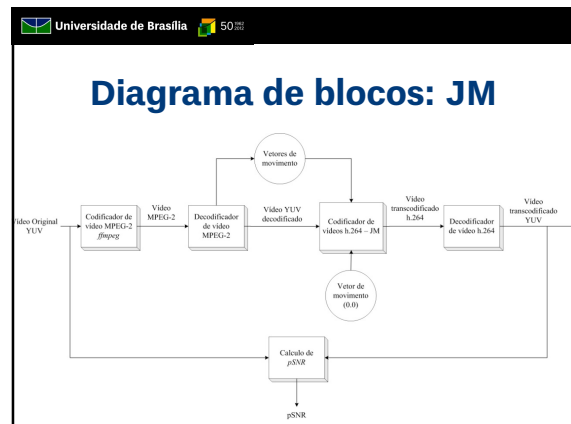 Universidade de Brasília 50 1962 2012
Diagrama de blocos: JM
Vetores de
movimento
Vídeo Original
YUV
Codificador de
vídeo MPEG-2
ffmpeg
Vídeo
MPEG-2
Decodificador
de vídeo
MPEG-2
Vídeo YUV
decodificado
Codificador de
vídeos h.264 – JM
Vídeo
transcodificado
h.264
Decodificador
de vídeo h.264
Vídeo
transcodificado
YUV
Vetor de
movimento
(0.0)
Calculo de
pSNR
pSNR